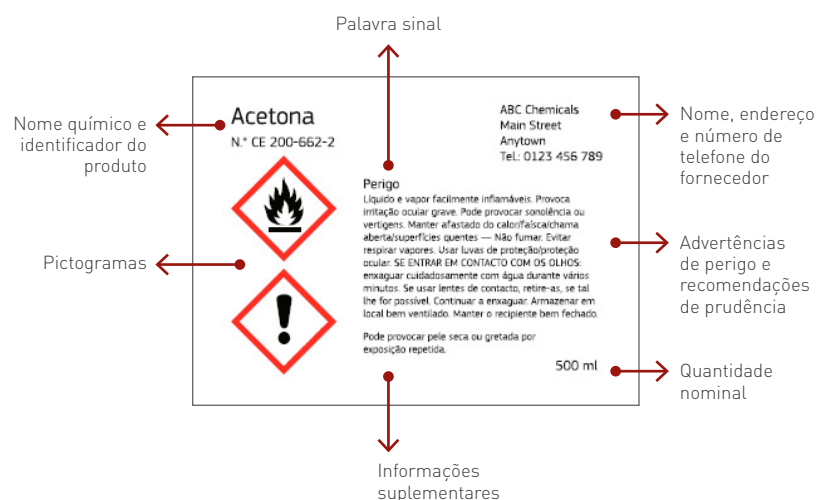 Palavra sinal
Nome químico e
identificador do
produto
Acetona
N.° CE 200-662-2
ABC Chemicals
Main Street
Anytown
Tel.: 0123 456 789
Nome, endereço
e número de
telefone do
fornecedor
Pictogramas
Perigo
Líquido e vapor facilmente inflamáveis. Provoca
irritação ocular grave. Pode provocar sonolência ou
vertigens. Manter afastado do calor/faísca/chama
aberta/superfícies quentes — Não fumar. Evitar
respirar vapores. Usar luvas de proteção/proteção
ocular. SE ENTRAR EM CONTACTO COM OS OLHOS:
enxaguar cuidadosamente com água durante vários
minutos. Se usar lentes de contacto, retire-as, se tal
lhe for possível. Continuar a enxaguar. Armazenar em
local bem ventilado. Manter o recipiente bem fechado.
Pode provocar pele seca ou gretada por
exposição repetida.
500 ml
Advertências
de perigo e
recomendações
de prudência
Quantidade
nominal
Informações
suplementares